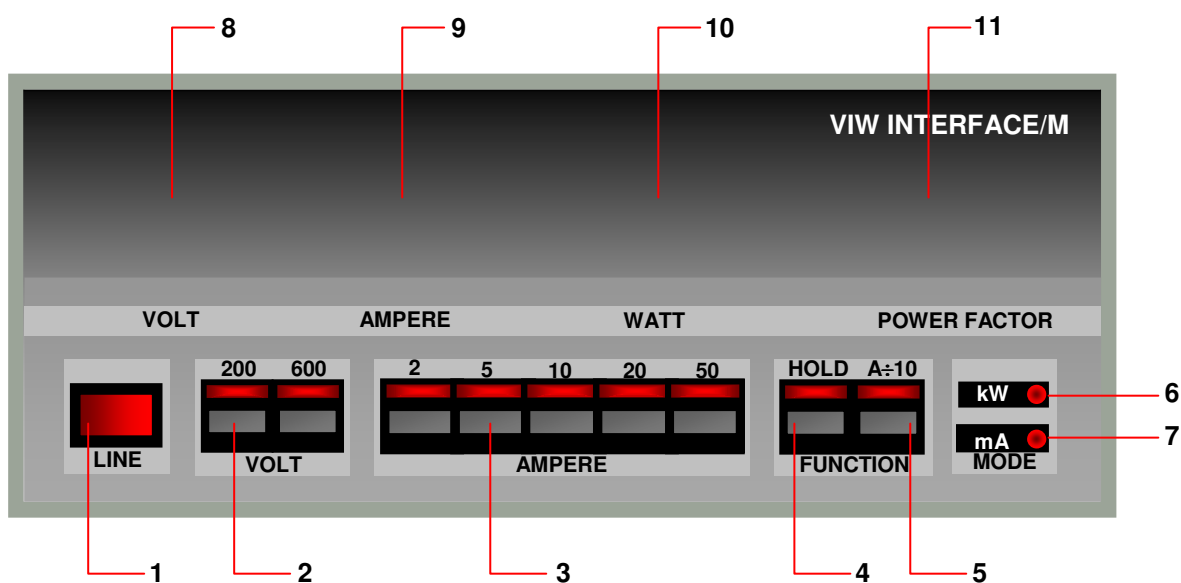 8 9 10 11
VIW INTERFACE/M
VOLT AMPERE WATT POWER FACTOR
200 600 2 5 10 20 50 HOLD A÷10
kW 6
mA 7
LINE VOLT AMPERE FUNCTION MODE
1 2 3 4 5